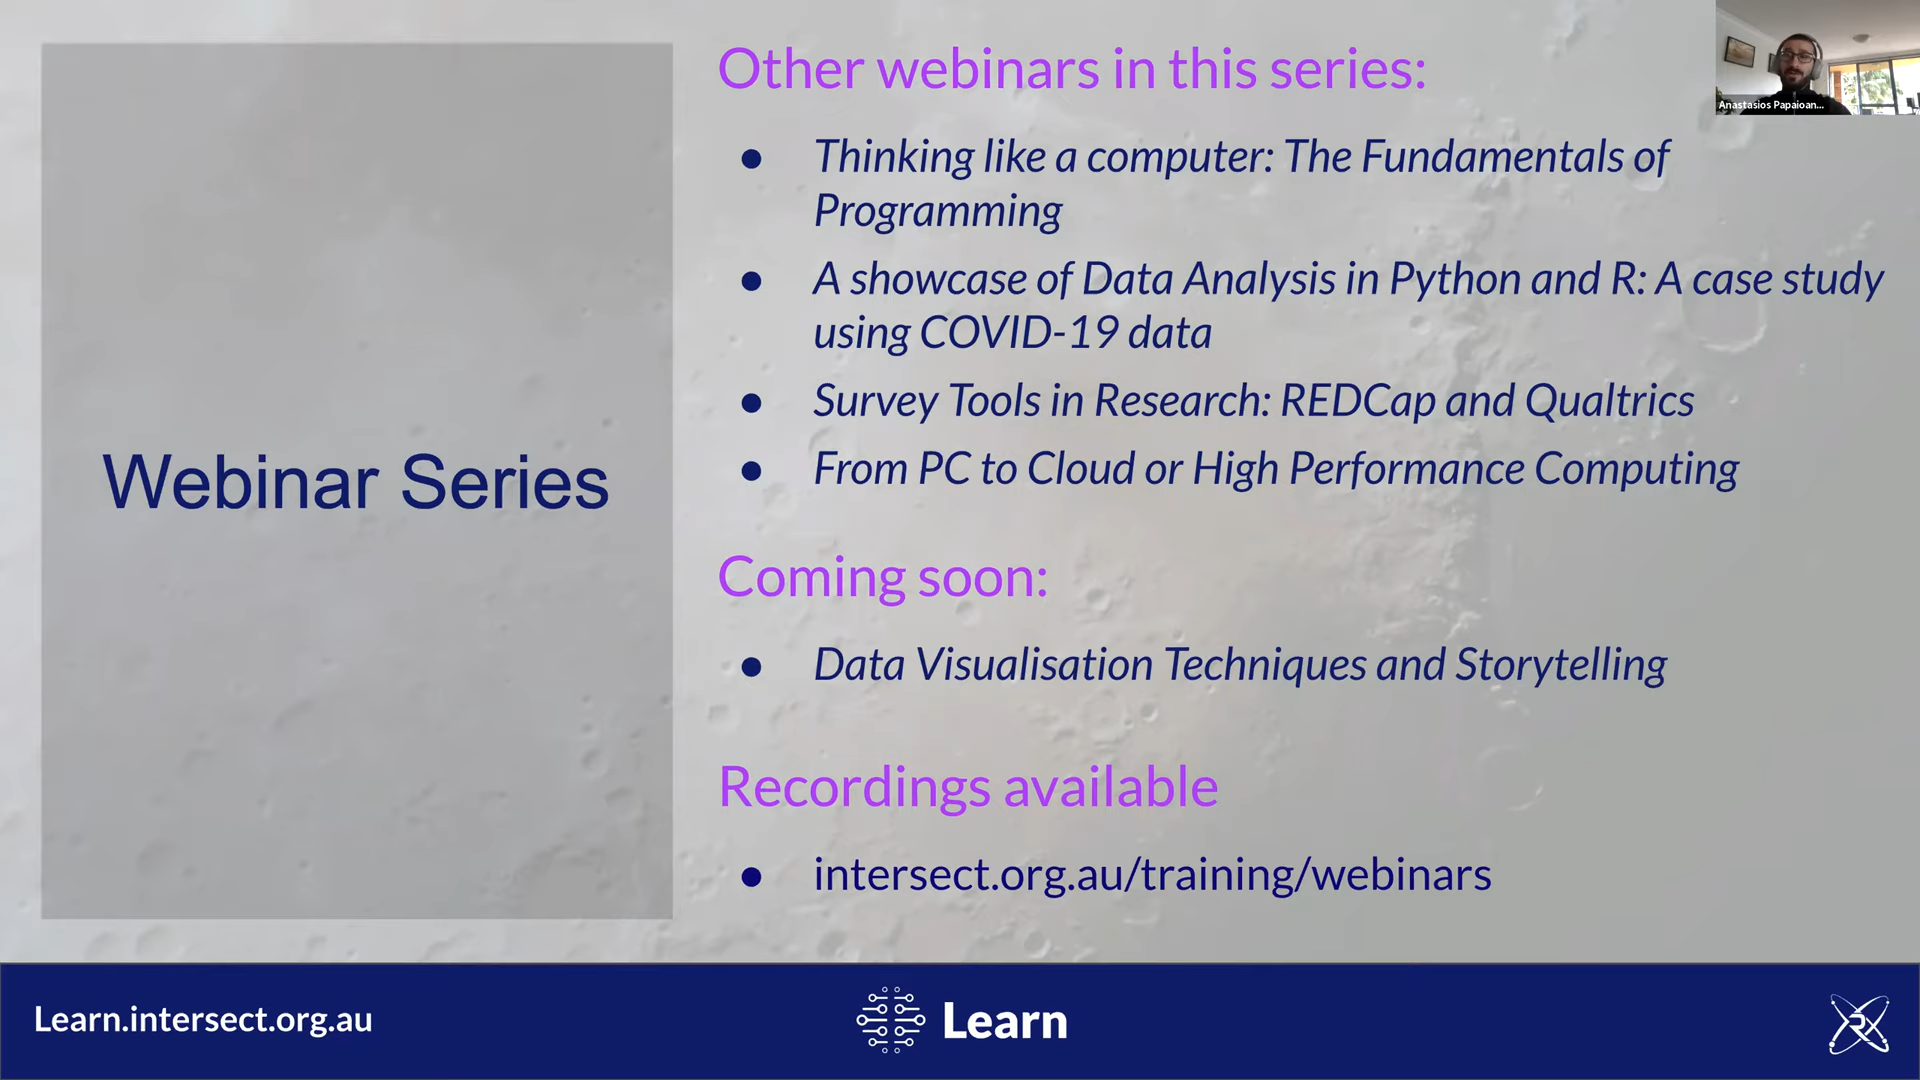 Webinar Series
Other webinars in this series:
● Thinking like a computer: The Fundamentals of
Programming
● A showcase of Data Analysis in Python and R: A case study
using COVID-19 data
● Survey Tools in Research: REDCap and Qualtrics
● From PC to Cloud or High Performance Computing
Coming soon:
● Data Visualisation Techniques and Storytelling
Recordings available
● intersect.org.au/training/webinars
Anastasios Papaioan...
Learn.intersect.org.au
Learn